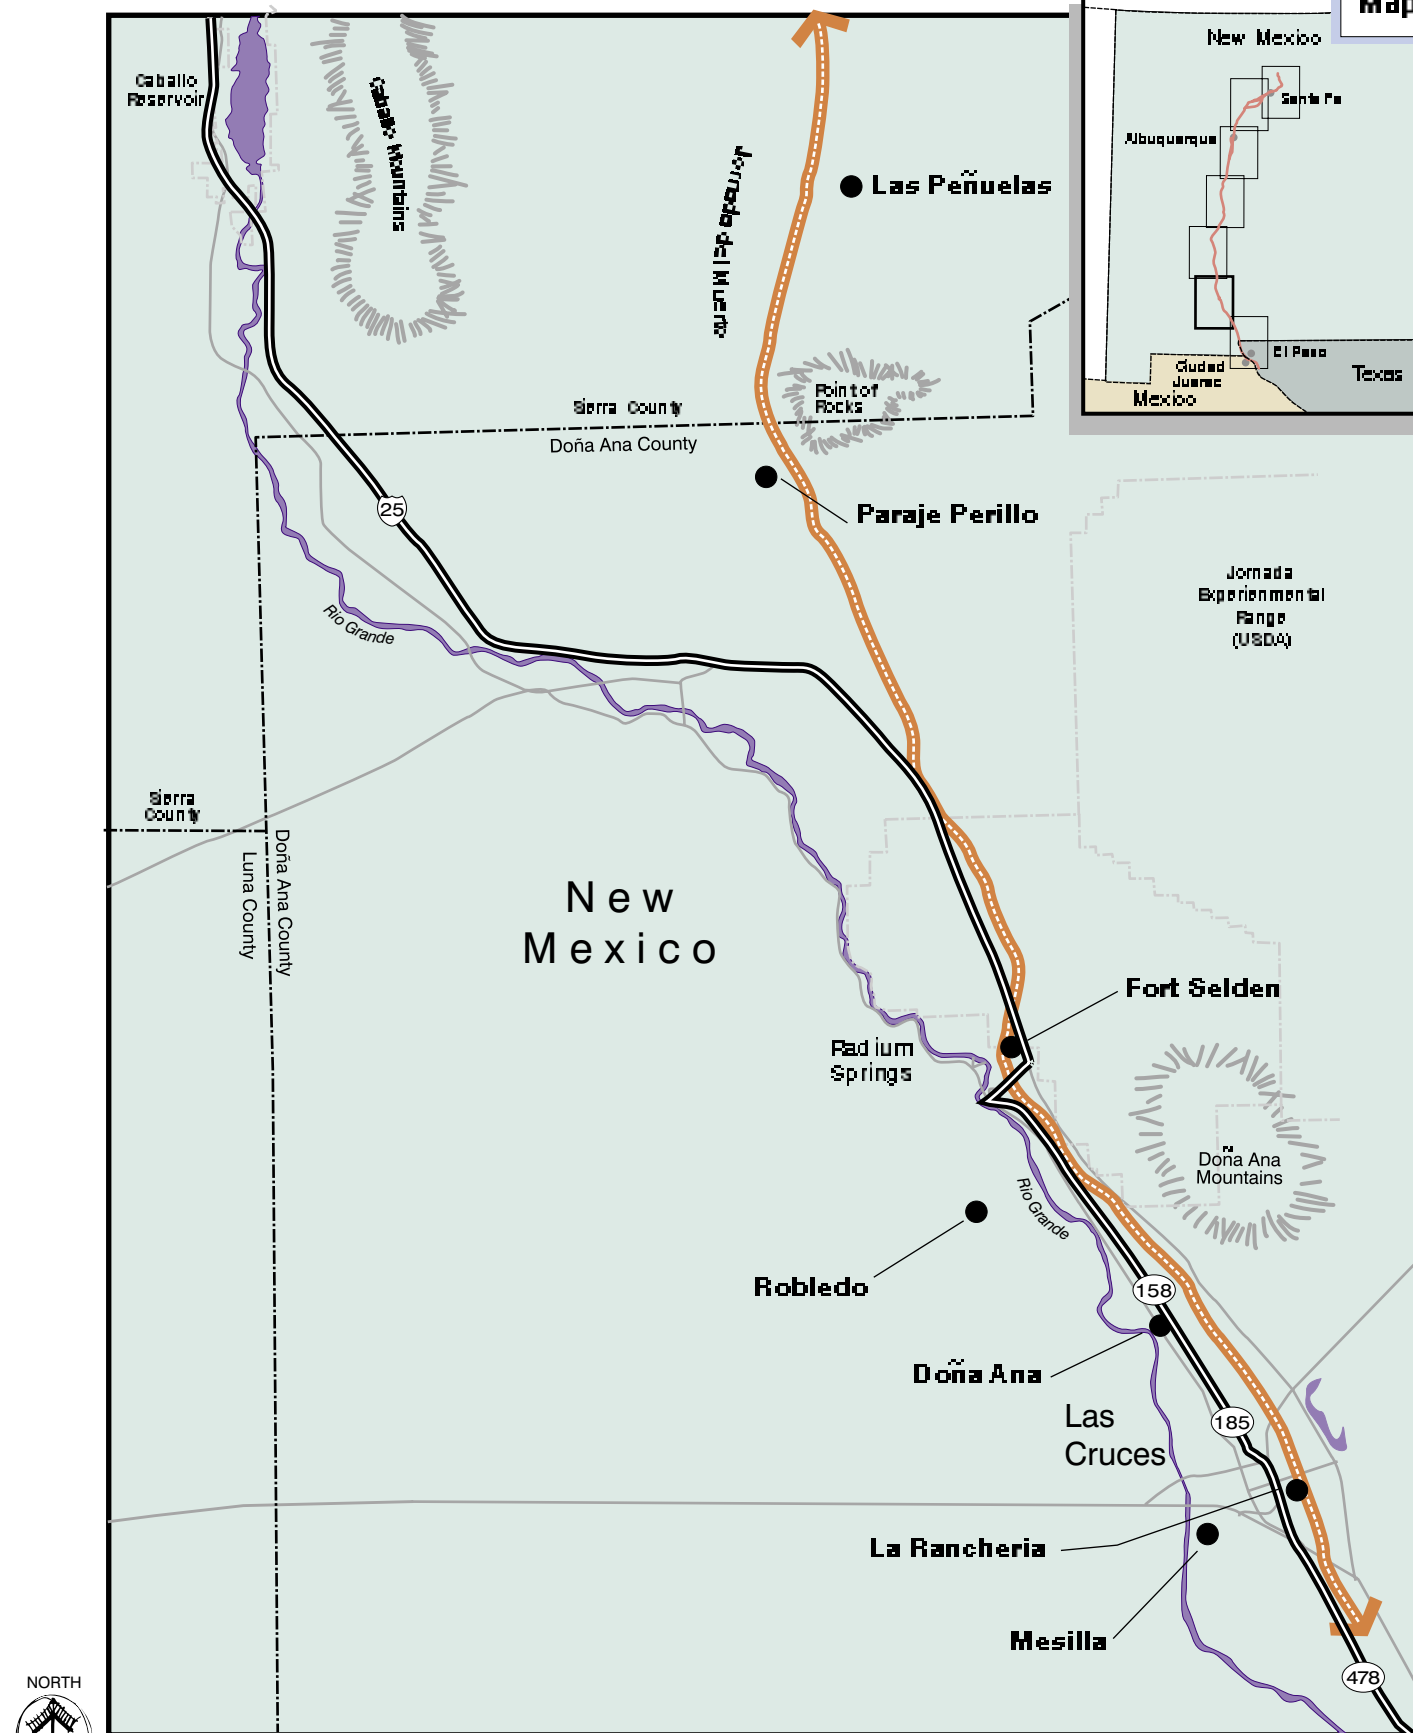 Map
New Mexico
Santa Fe
Albuquerque
El Paso
Ciudad
Juarez
Texas
Mexico
Caballo
Reservoir
Caballo Mountains
Jornada del Muerto
Las Peñuelas
Point of
Rocks
Sierra County
Doña Ana County
Paraje Perillo
25
Jornada
Experienmental
Range
(USDA)
Rio Grande
Sierra
County
Doña Ana County
Luna County
New
Mexico
Fort Selden
Radium
Springs
Doña Ana
Mountains
Rio Grande
Robledo
158
Doña Ana
Las
Cruces
185
La Rancheria
Mesilla
478
NORTH